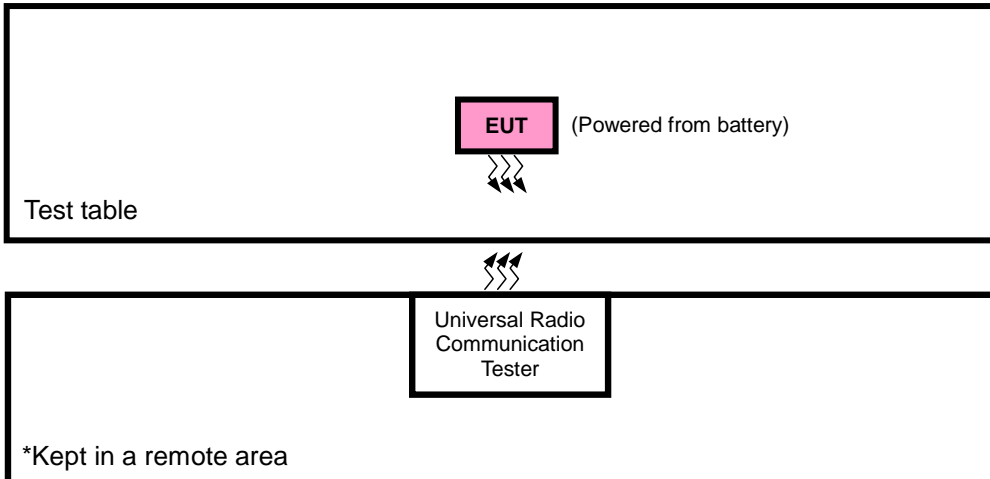 EUT
(Powered from battery)
Test table
Universal Radio
Communication
Tester
*Kept in a remote area